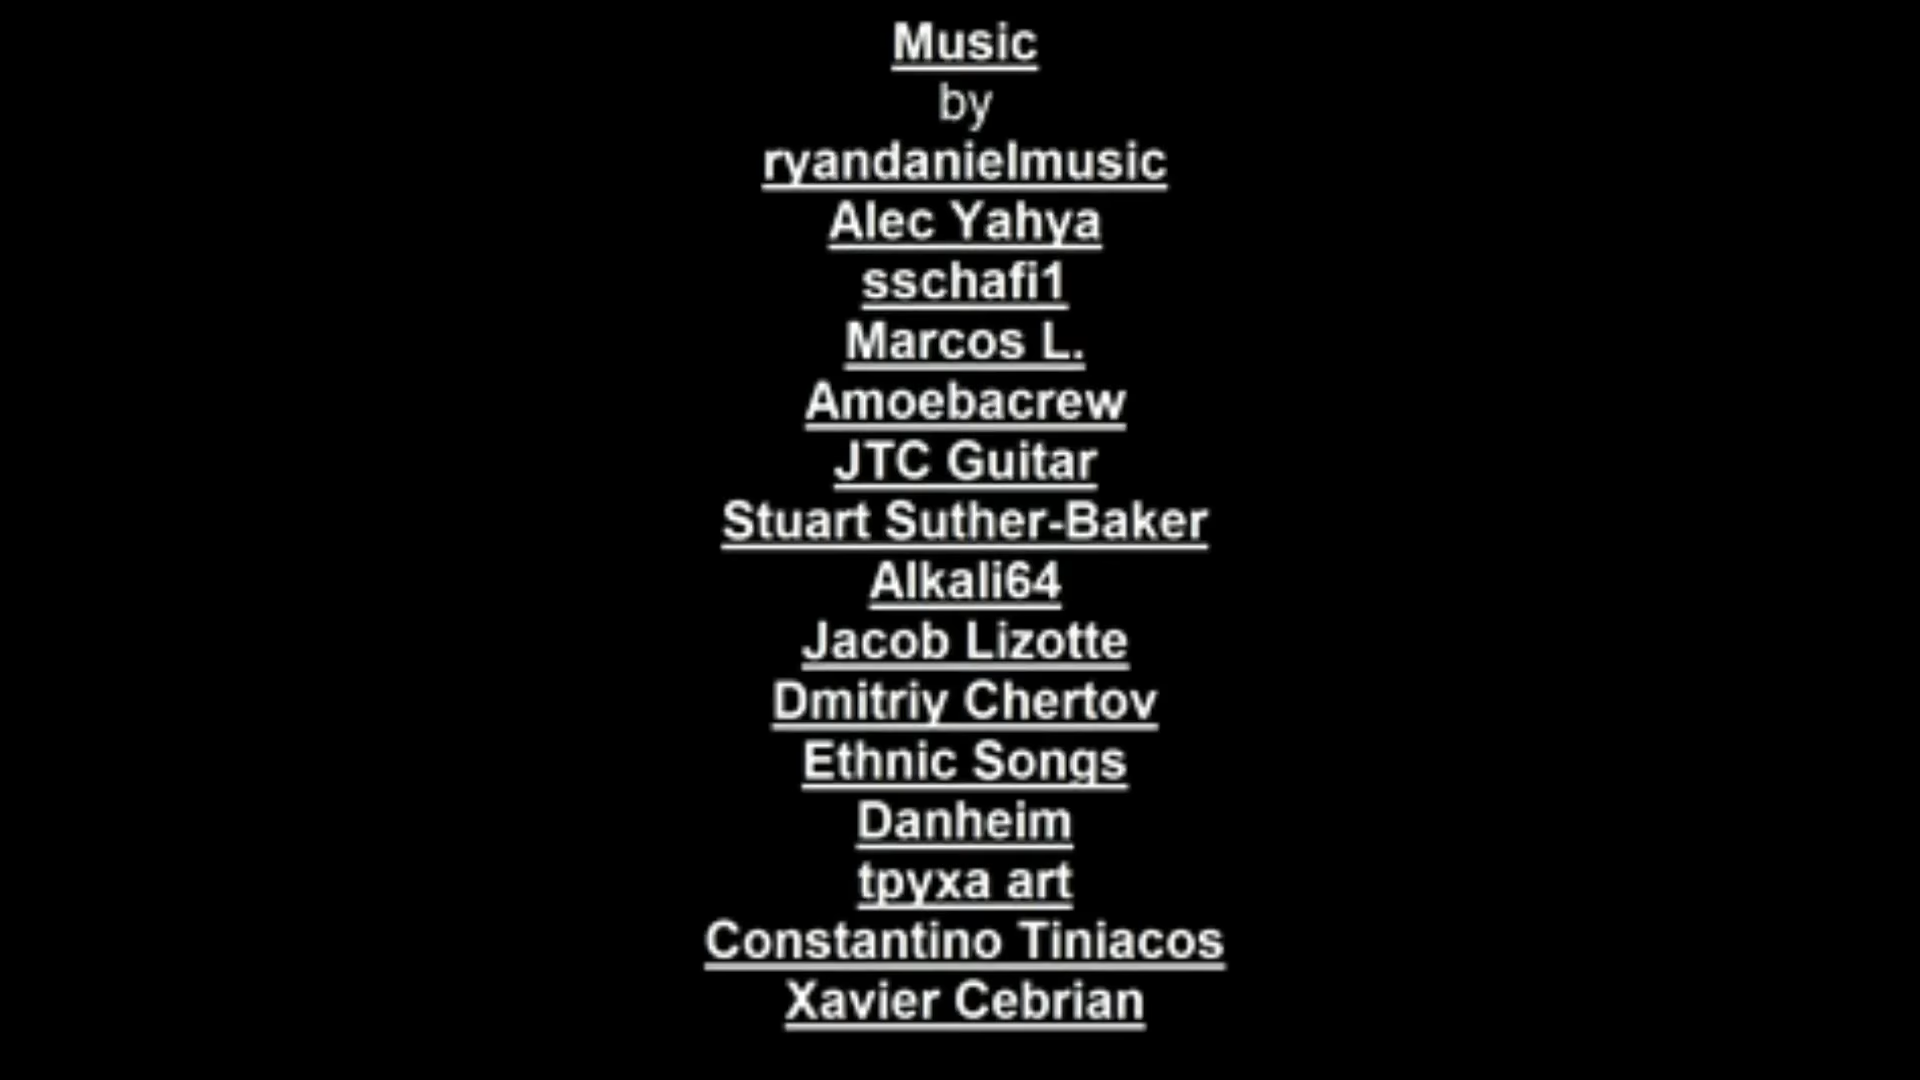 Music
by
ryandanielmusic
Alec Yahya
sschafi1
Marcos L.
Amoebacrew
JTC Guitar
Stuart Suther-Baker
Alkali64
Jacob Lizotte
Dmitriy Chertov
Ethnic Songs
Danheim
tpyxa art
Constantino Tiniacos
Xavier Cebrian